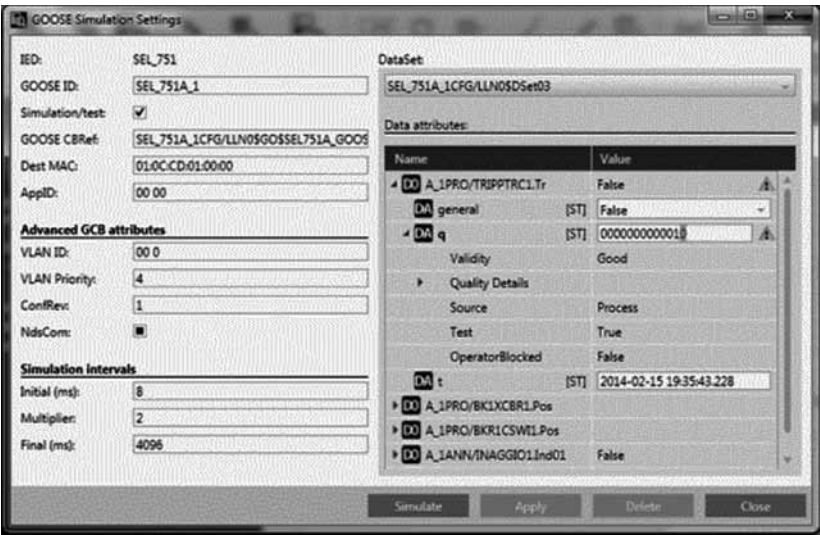 GOOSE Simulation Settings
IED: SEL_751
GOOSE ID: SEL_751A_1
Simulation/test:
GOOSE CBRef: SEL_751A_1CFG/LLN0$GO$SEL751A_GOOS
Dest MAC: 01:0C:CD:01:00:00
AppID: 00 00
Advanced GCB attributes
VLAN ID: 00 0
VLAN Priority: 4
ConfRev: 1
NdsCom:
Simulation intervals
Initial (ms): 8
Multiplier: 2
Final (ms): 4096
DataSet:
SEL_751A_1CFG/LLN0$DSet03
Data attributes:
Name Value
DO A_1PRO/TRIPPTRC1.Tr False
DA general [ST] False
DA q [ST] 0000000000010
Validity Good
Quality Details
Source Process
Test True
OperatorBlocked False
DA t [ST] 2014-02-15 19:35:43.228
DO A_1PRO/BK1XCBR1.Pos
DO A_1PRO/BKR1CSWI1.Pos
DO A_1ANN/INAGGIO1.Ind01 False
Simulate Apply Delete Close